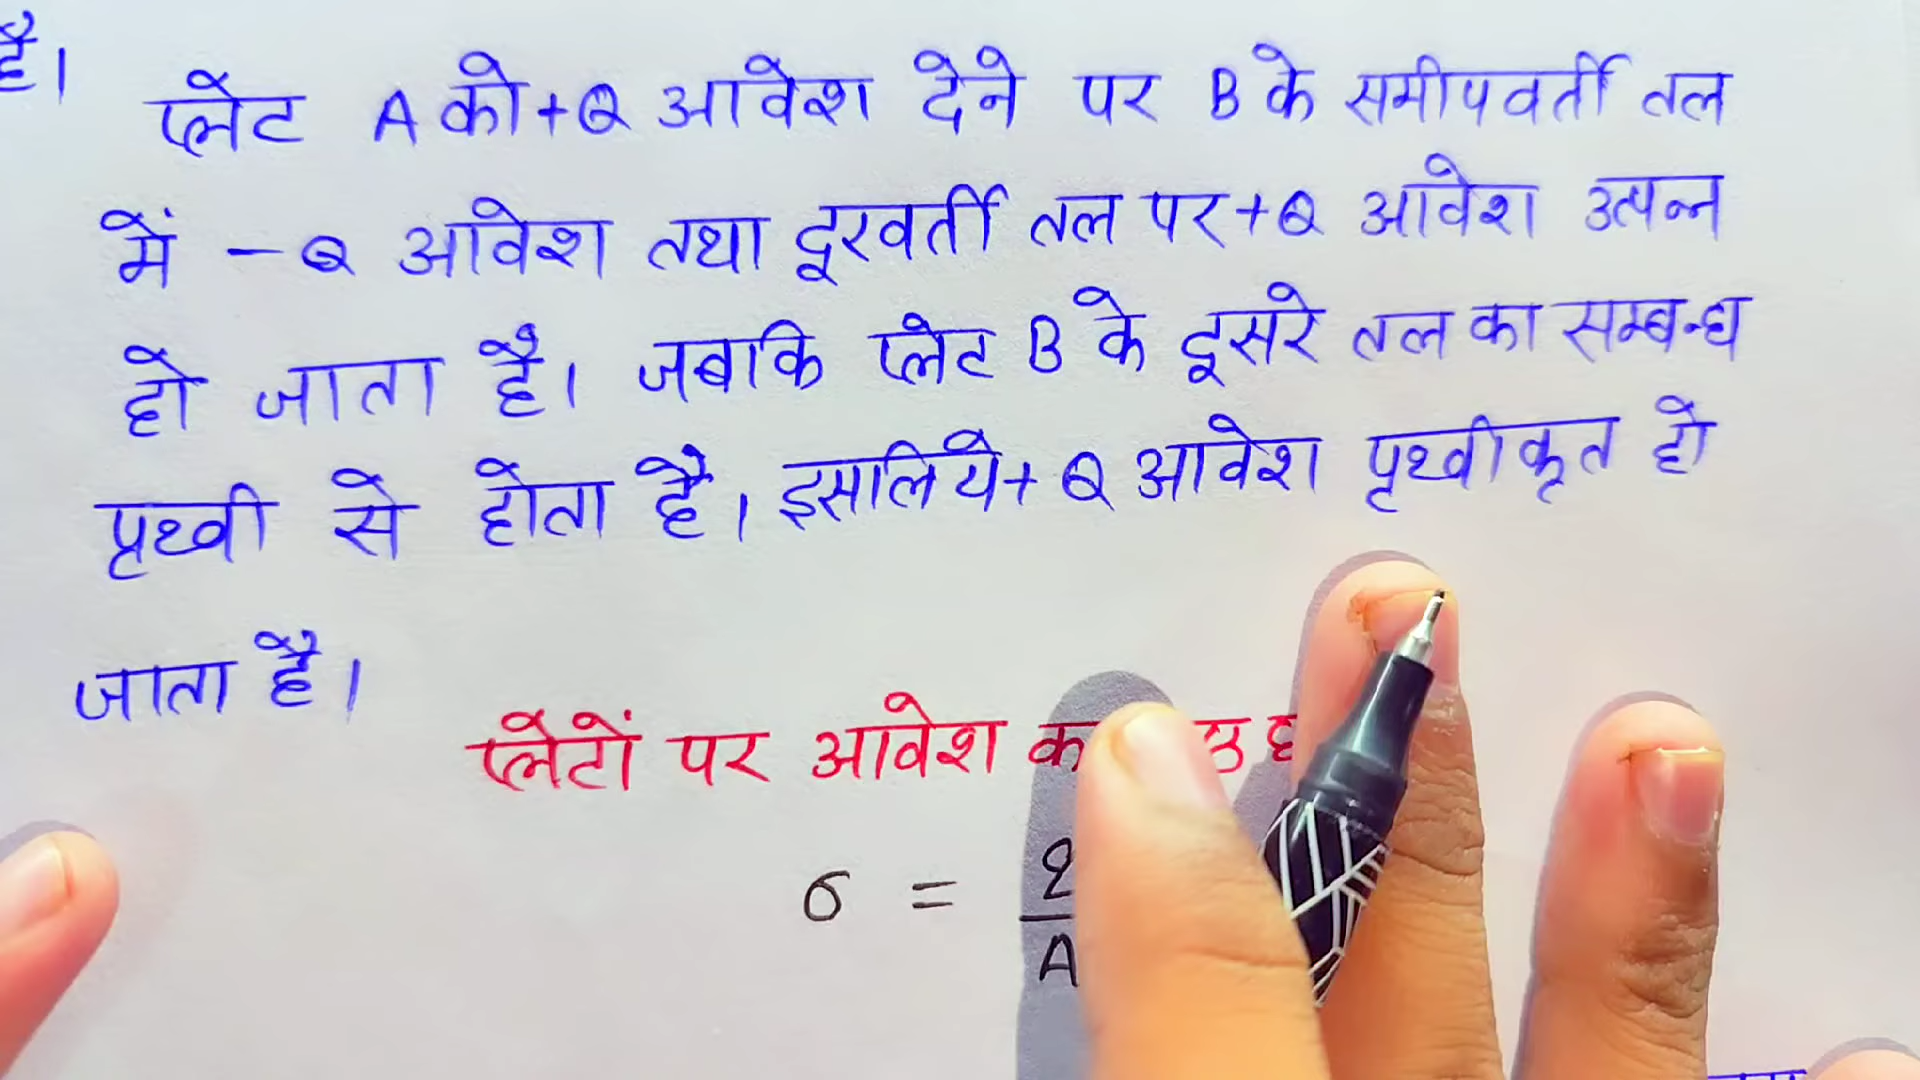 है।
प्लेट A को +Q आवेश देने पर B के समीपवर्ती तल
में -Q आवेश तथा दूरवर्ती तल पर +Q आवेश उत्पन्न
हो जाता है। जबकि प्लेट B के दूसरे तल का सम्बन्ध
पृथ्वी से होता है। इसलिये +Q आवेश पृथ्वीकृत हो
जाता है।
प्लेटों पर आवेश का
σ =
A